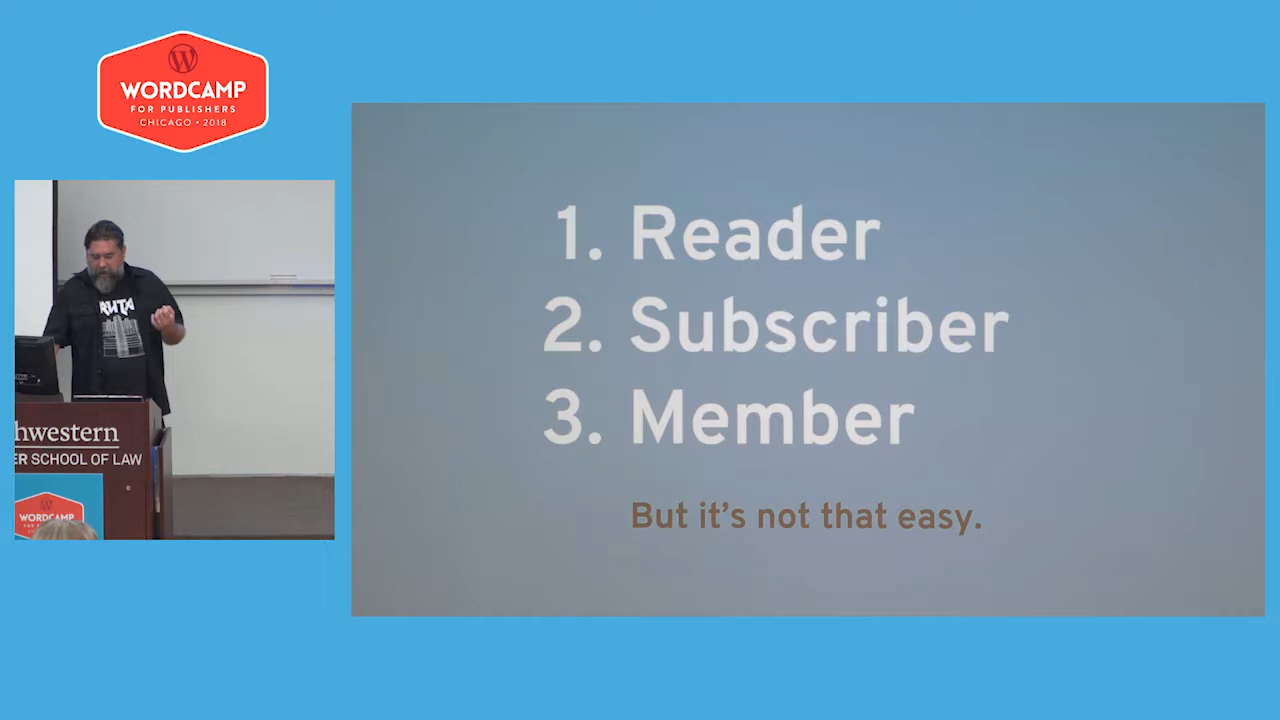 WORDCAMP
FOR PUBLISHERS
CHICAGO • 2018
1. Reader
2. Subscriber
3. Member
But it's not that easy.
hwestern
ER SCHOOL OF LAW
WORDCAMP